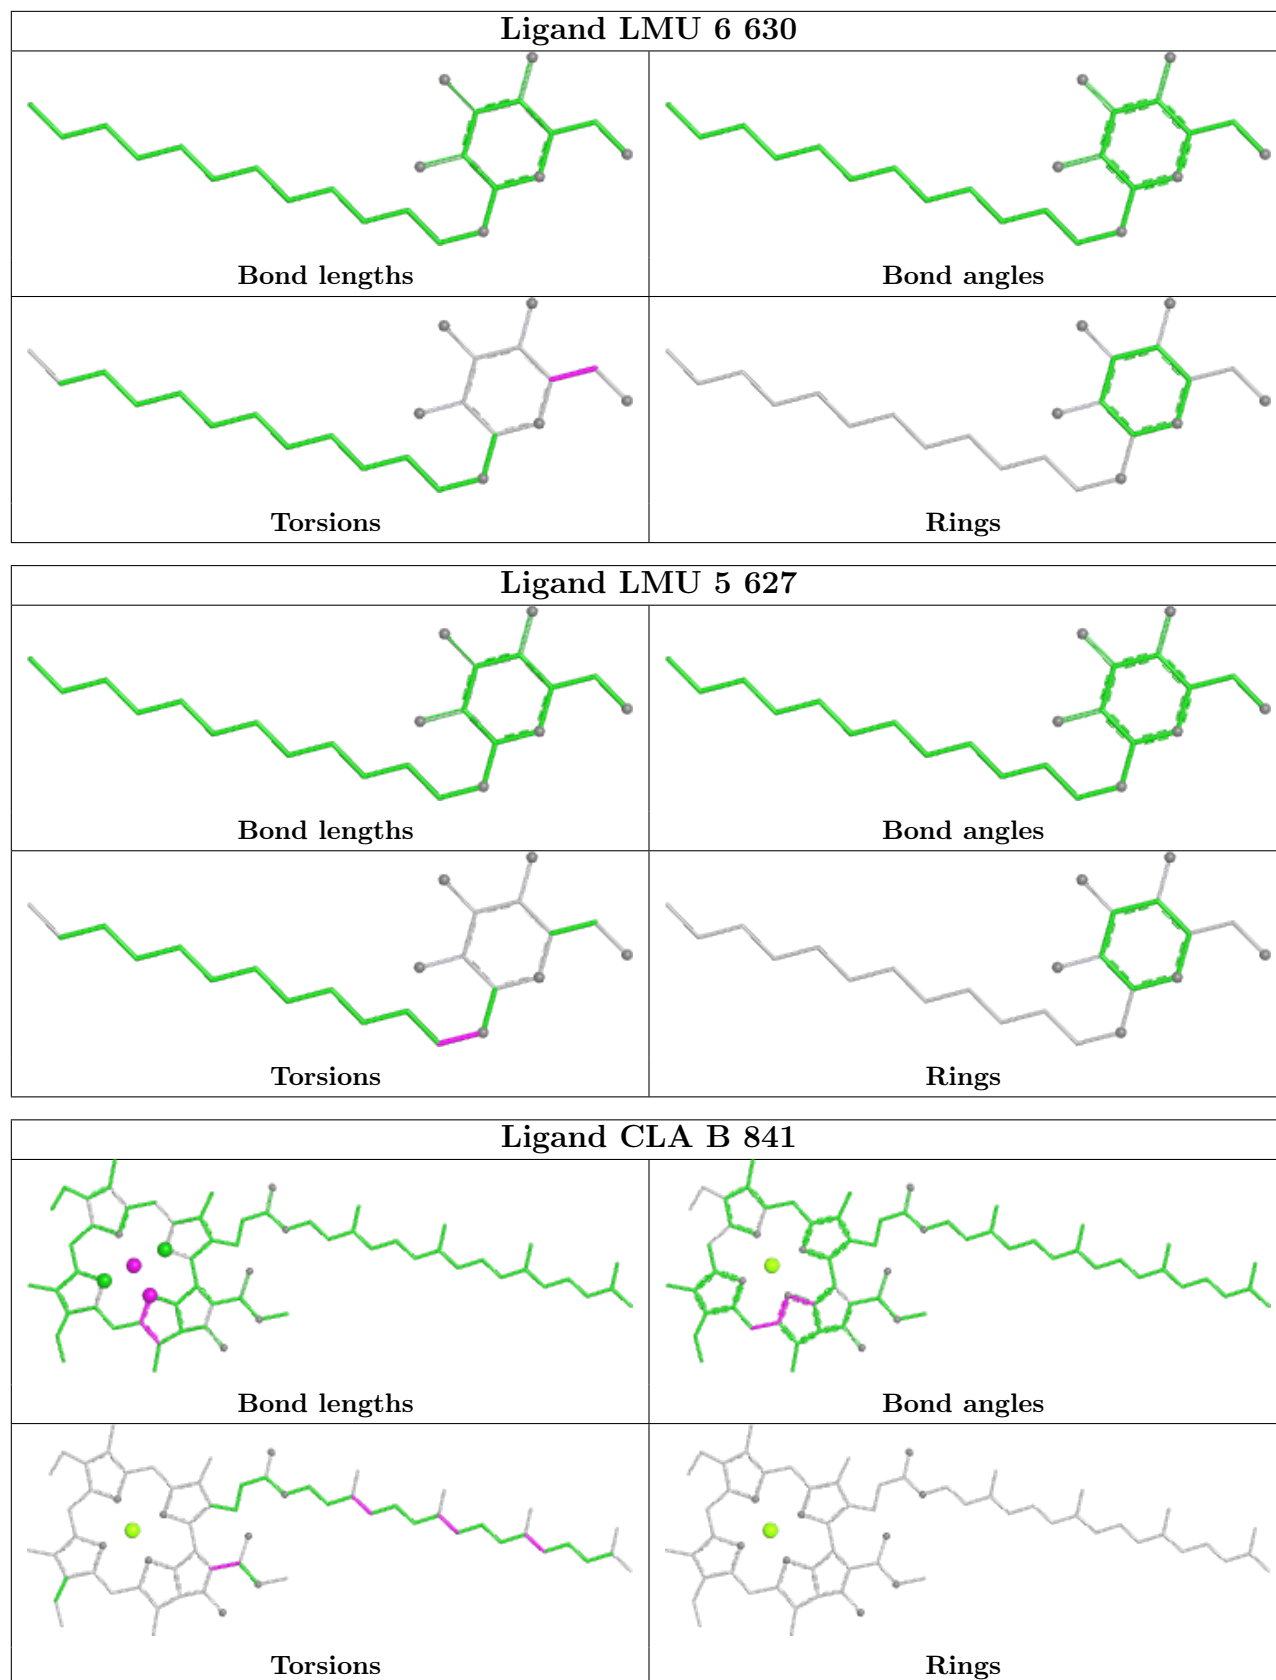 Ligand LMU 6 630
Bond lengths
Bond angles
Torsions
Rings
Ligand LMU 5 627
Bond lengths
Bond angles
Torsions
Rings
Ligand CLA B 841
Bond lengths
Bond angles
Torsions
Rings